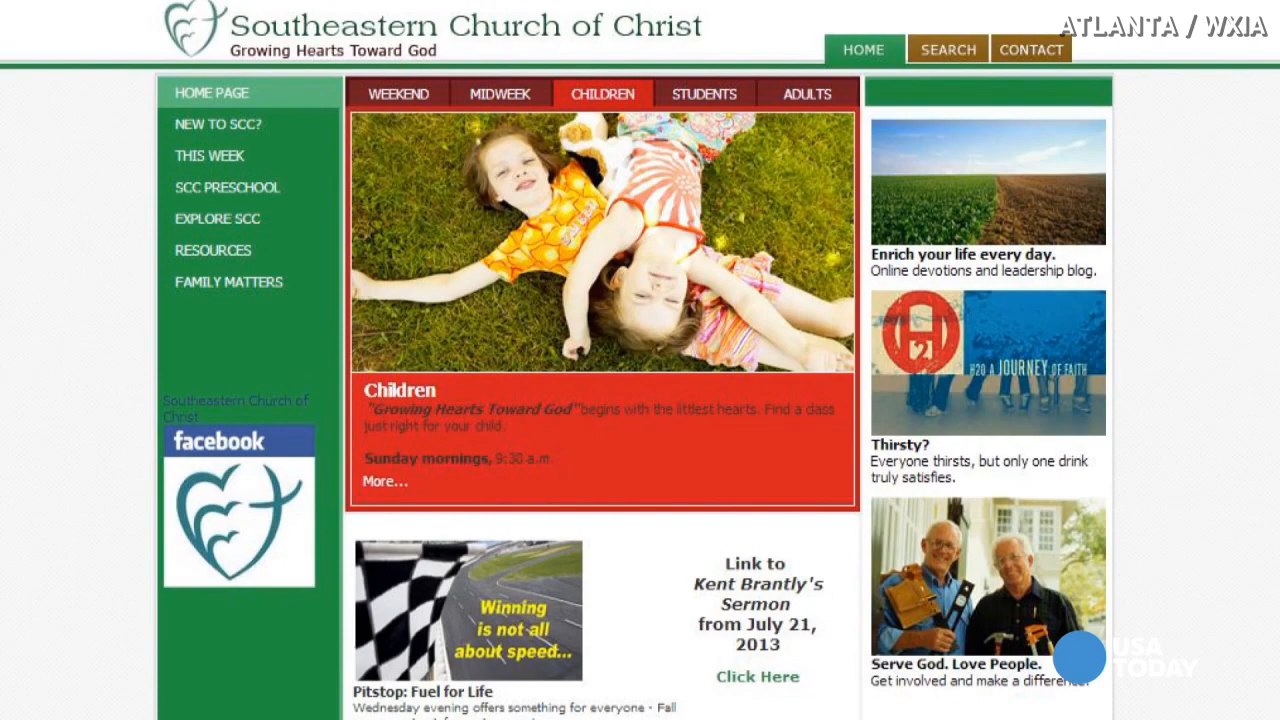 Southeastern Church of Christ
Growing Hearts Toward God
ATLANTA / WXIA
HOME
SEARCH
CONTACT
HOME PAGE
NEW TO SCC?
THIS WEEK
SCC PRESCHOOL
EXPLORE SCC
RESOURCES
FAMILY MATTERS
Southeastern Church of
Christ
facebook
WEEKEND
MIDWEEK
CHILDREN
STUDENTS
ADULTS
Children
"Growing Hearts Toward God" begins with the littlest hearts. Find a class
just right for your child.
Sunday mornings, 9:30 a.m.
More...
Winning
is not all
about speed...
Pitstop: Fuel for Life
Wednesday evening offers something for everyone - Fall
Link to
Kent Brantly's
Sermon
from July 21,
2013
Click Here
Enrich your life every day.
Online devotions and leadership blog.
H2
H20 A JOURNEY OF FAITH
Thirsty?
Everyone thirsts, but only one drink
truly satisfies.
Serve God. Love People.
Get involved and make a difference.
USA
TODAY